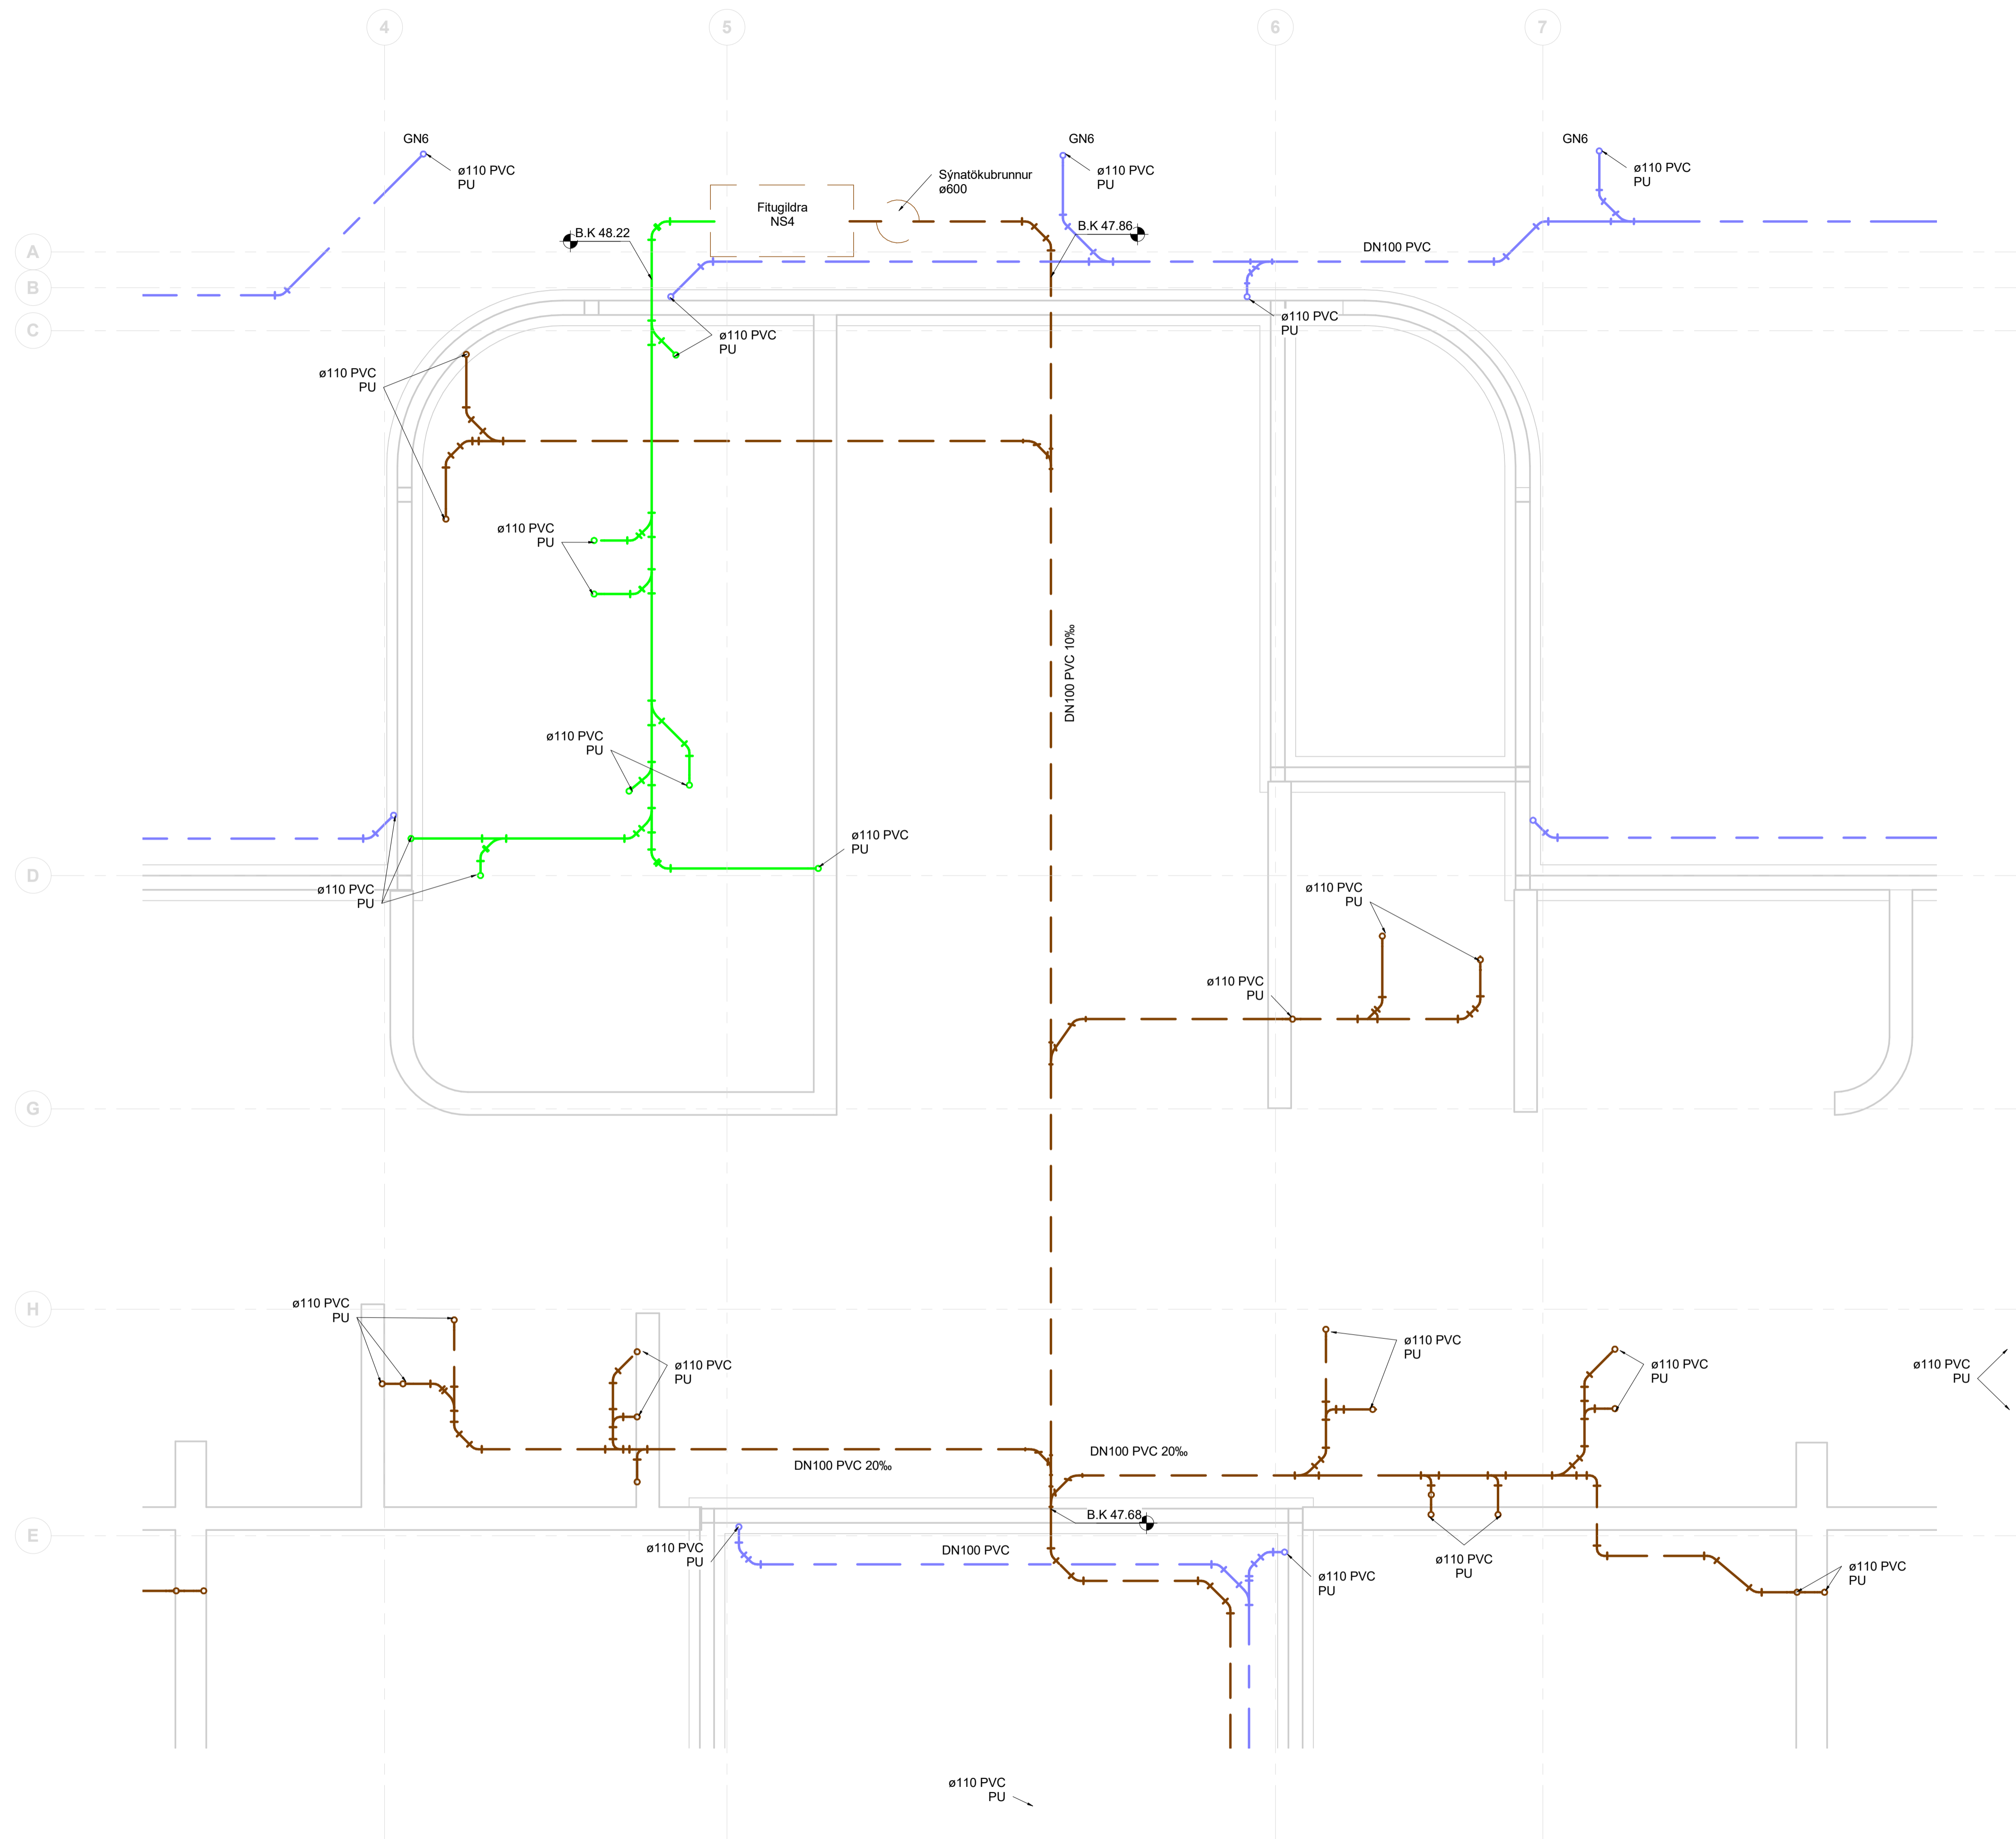 4
5
6
7
GN6
GN6
GN6
ø110 PVC
PU
ø110 PVC
PU
ø110 PVC
PU
Sýnatökubrunnur
ø600
Fitugildra
NS4
B.K 48.22
B.K 47.86
A
DN100 PVC
B
C
ø110 PVC
PU
ø110 PVC
PU
ø110 PVC
PU
ø110 PVC
PU
DN100 PVC 10‰
ø110 PVC
PU
ø110 PVC
PU
D
ø110 PVC
PU
ø110 PVC
PU
ø110 PVC
PU
G
H
ø110 PVC
PU
ø110 PVC
PU
ø110 PVC
PU
ø110 PVC
PU
ø110 PVC
PU
DN100 PVC 20‰
DN100 PVC 20‰
B.K 47.68
E
ø110 PVC
PU
DN100 PVC
ø110 PVC
PU
ø110 PVC
PU
ø110 PVC
PU
ø110 PVC
PU